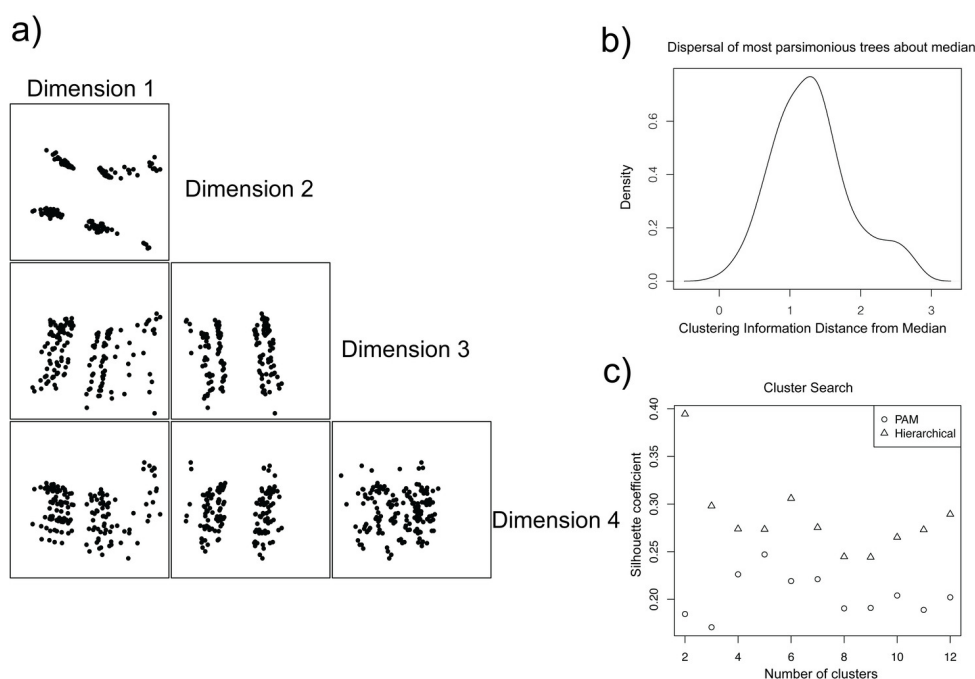 a)
Dimension 1
Dimension 2
Dimension 3
Dimension 4
b)
Dispersal of most parsimonious trees about median
Density
0.0
0.2
0.4
0.6
0
1
2
3
Clustering Information Distance from Median
c)
Cluster Search
PAM
Hierarchical
Silhouette coefficient
0.20
0.25
0.30
0.35
0.40
2
4
6
8
10
12
Number of clusters